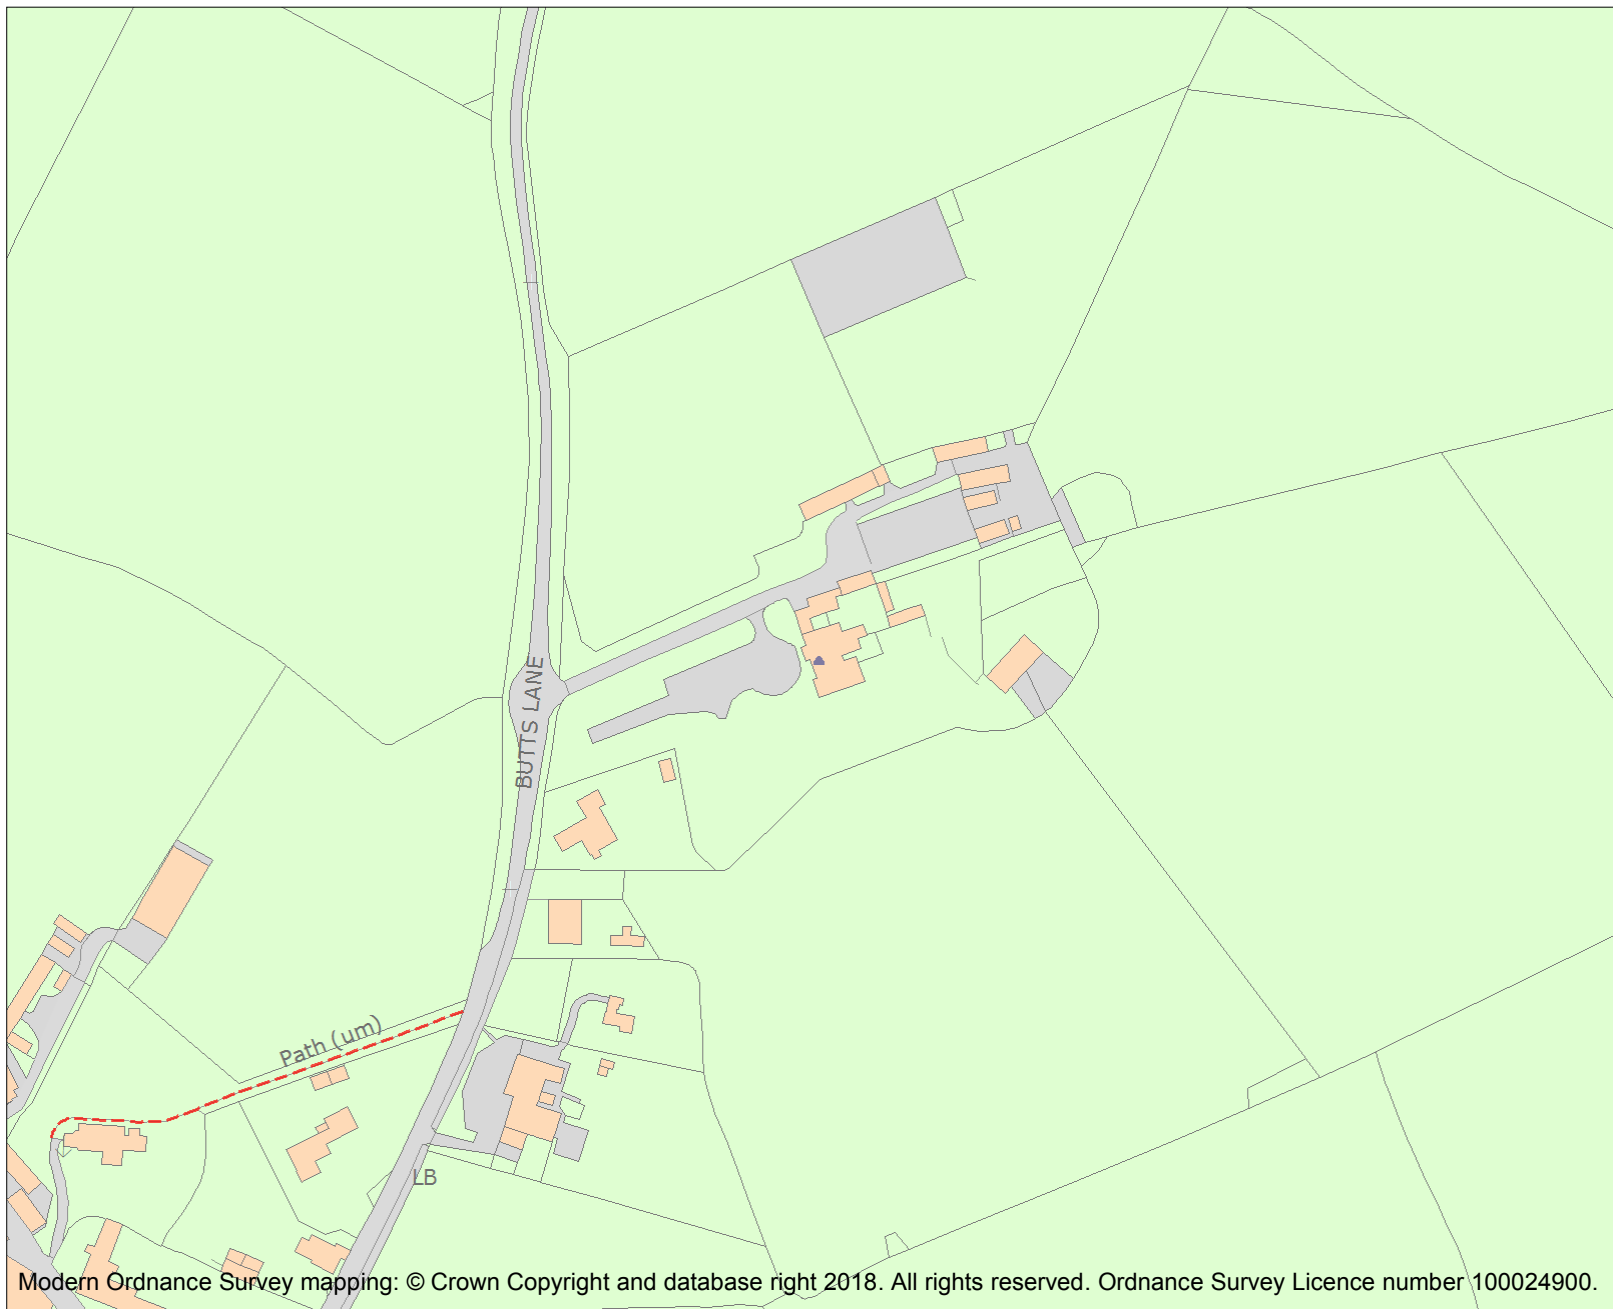 BUTTS LANE
Path (um)
LB
Modern Ordnance Survey mapping: © Crown Copyright and database right 2018. All rights reserved. Ordnance Survey Licence number 100024900.